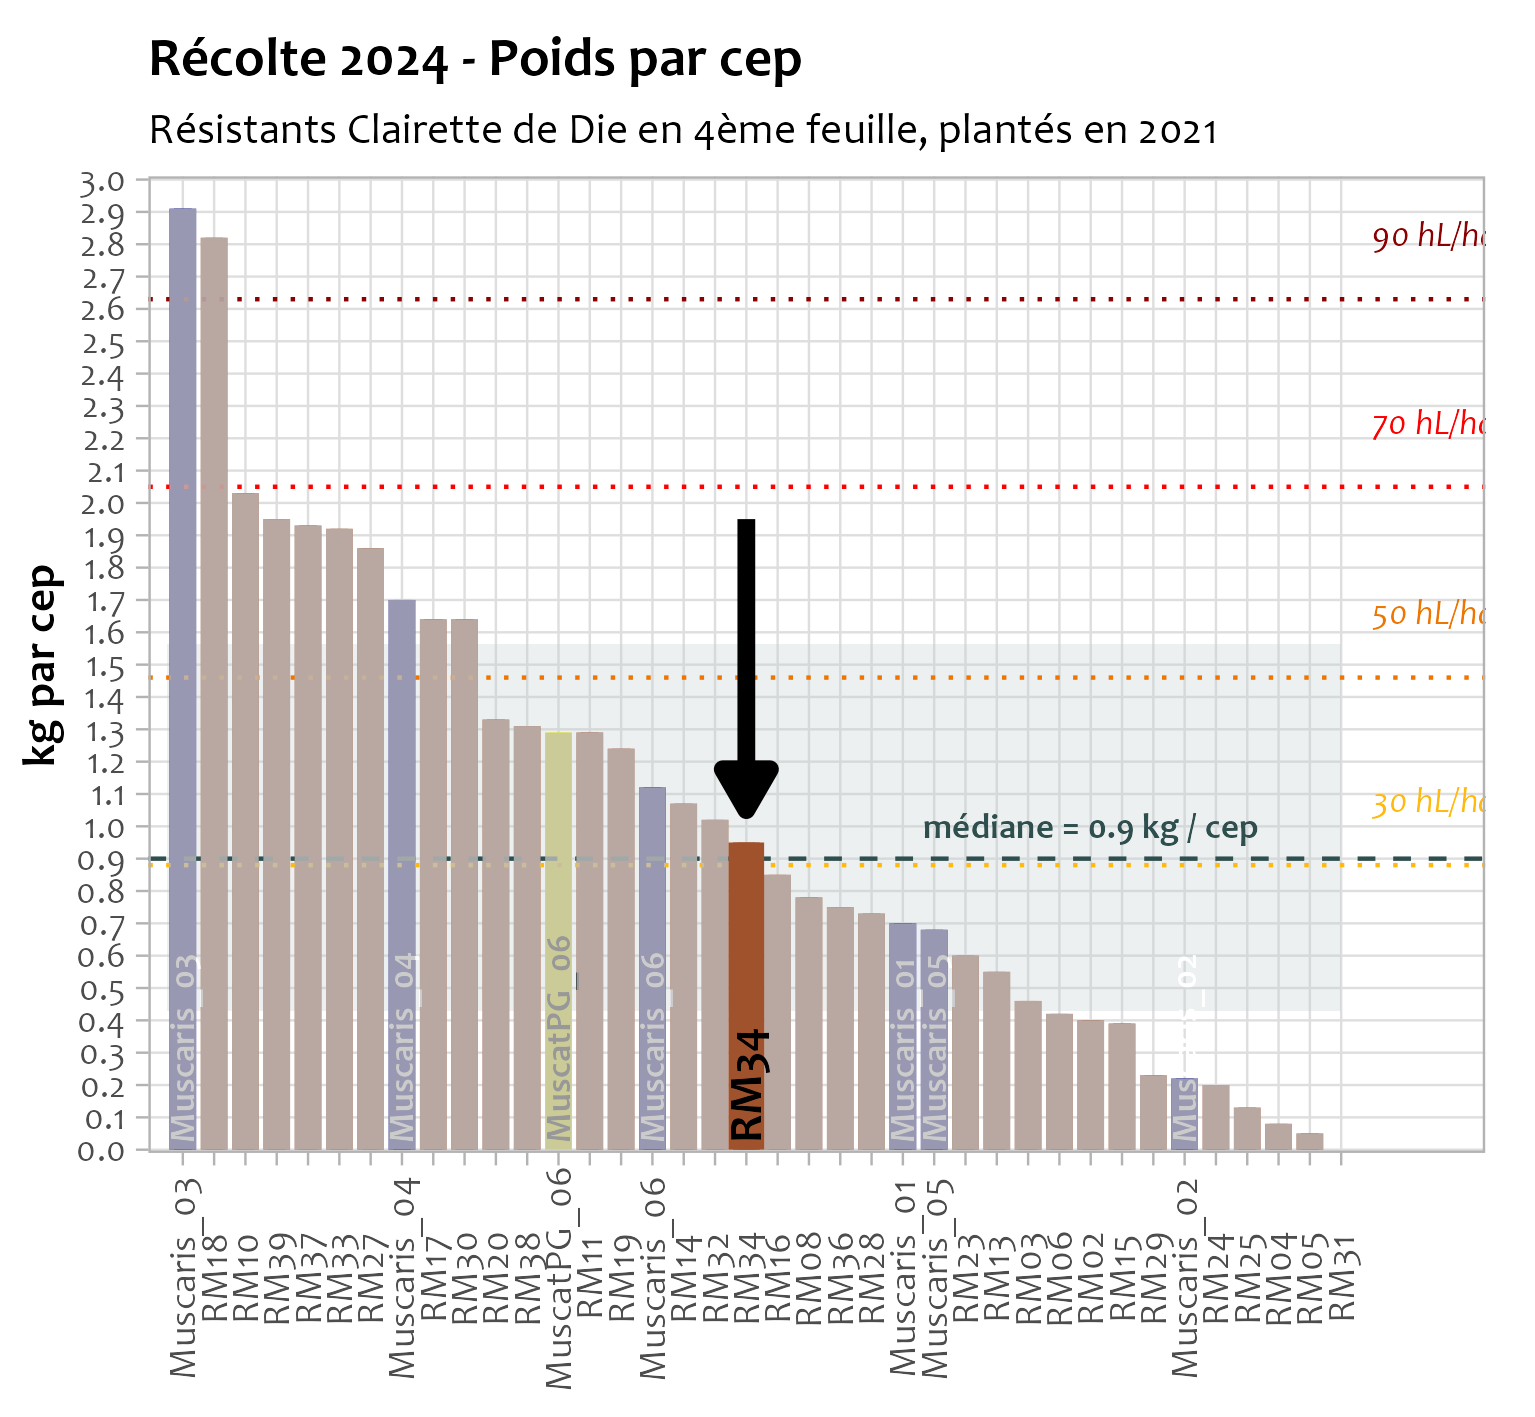 Récolte 2024 - Poids par cep
Résistants Clairette de Die en 4ème feuille, plantés en 2021
kg par cep
3.0
2.9
2.8
2.7
2.6
2.5
2.4
2.3
2.2
2.1
2.0
1.9
1.8
1.7
1.6
1.5
1.4
1.3
1.2
1.1
1.0
0.9
0.8
0.7
0.6
0.5
0.4
0.3
0.2
0.1
0.0
90 hL/ha
70 hL/ha
50 hL/ha
30 hL/ha
médiane = 0.9 kg / cep
Muscaris_03
Muscaris_04
MuscatPG_06
Muscaris_06
RM34
Muscaris_01
Muscaris_05
Muscaris_02
Muscaris_03
RM18
RM10
RM39
RM37
RM33
RM27
Muscaris_04
RM17
RM30
RM20
RM38
MuscatPG_06
RM11
RM19
Muscaris_06
RM14
RM32
RM34
RM16
RM08
RM36
RM28
Muscaris_01
Muscaris_05
RM23
RM13
RM03
RM06
RM02
RM15
RM29
Muscaris_02
RM24
RM25
RM04
RM05
RM31